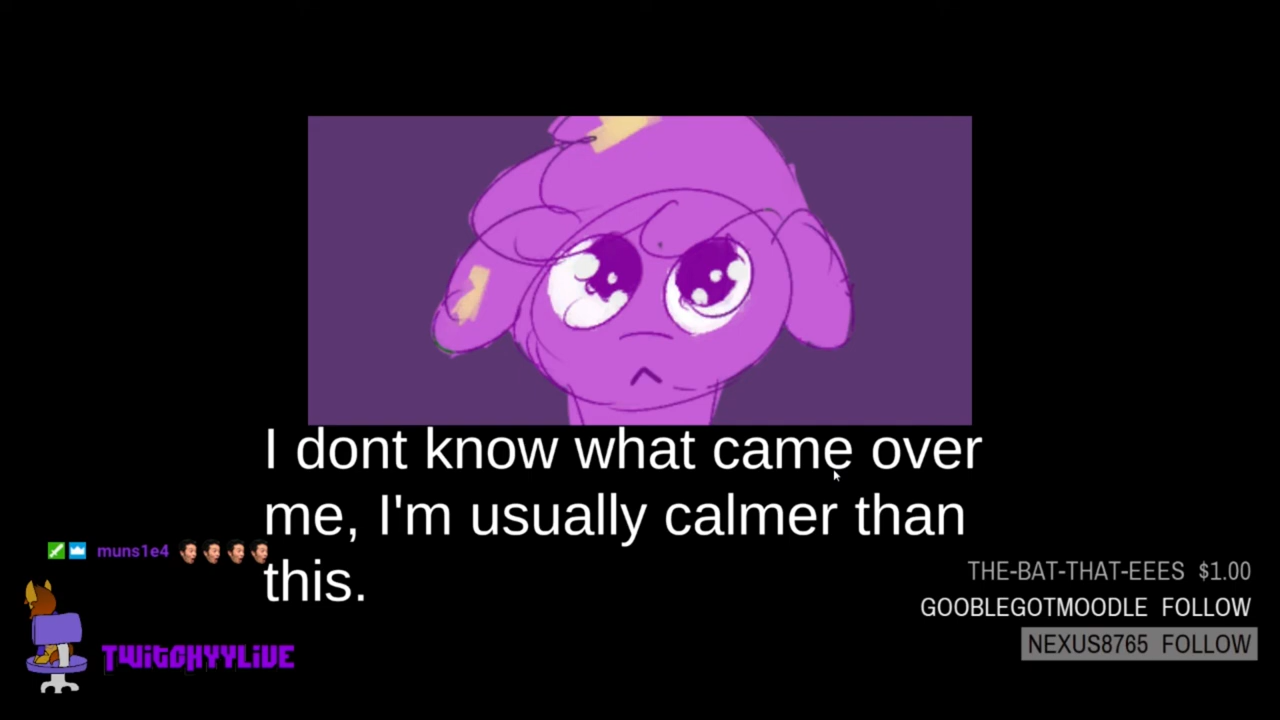 I dont know what came over
me, I'm usually calmer than
this.
muns1e4
THE-BAT-THAT-EEES $1.00
GOOBLEGOTMOODLE FOLLOW
NEXUS8765 FOLLOW
TWITCHYYLIVE